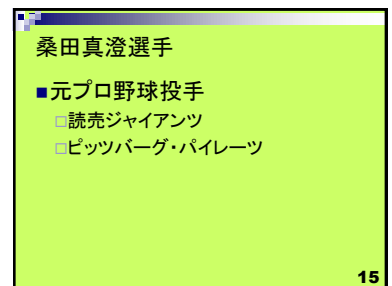 桑田真澄選手
■元プロ野球投手
□読売ジャイアンツ
□ピッツバーグ・パイレーツ
15